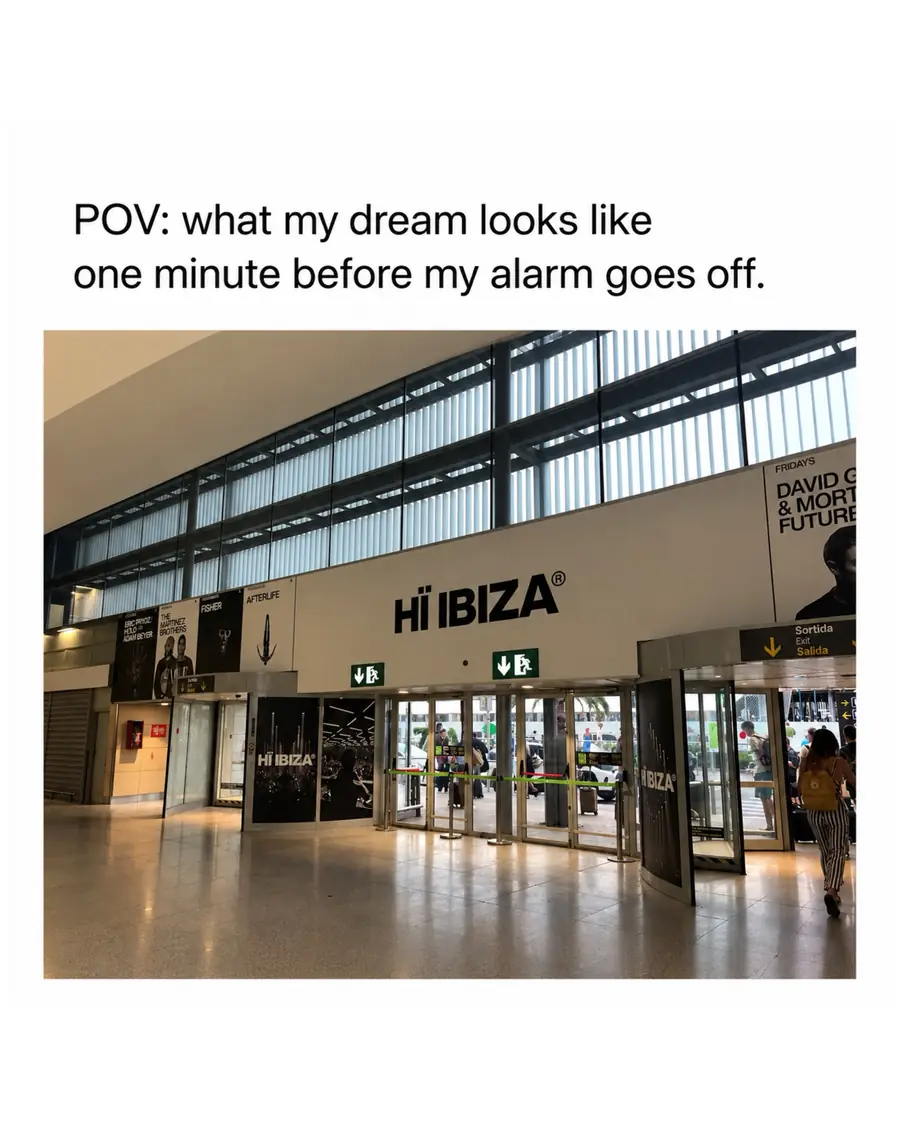 POV: what my dream looks like
one minute before my alarm goes off.
FRIDAYS
DAVID G
& MORT
FUTURE
HÏ IBIZA®
AFTERLIFE
FISHER
THE
MARTINEZ
BROTHERS
ERIC PRYDZ
ADAM BEYER
Sortida
Exit
Salida
HÏ IBIZA®
HÏ IBIZA®